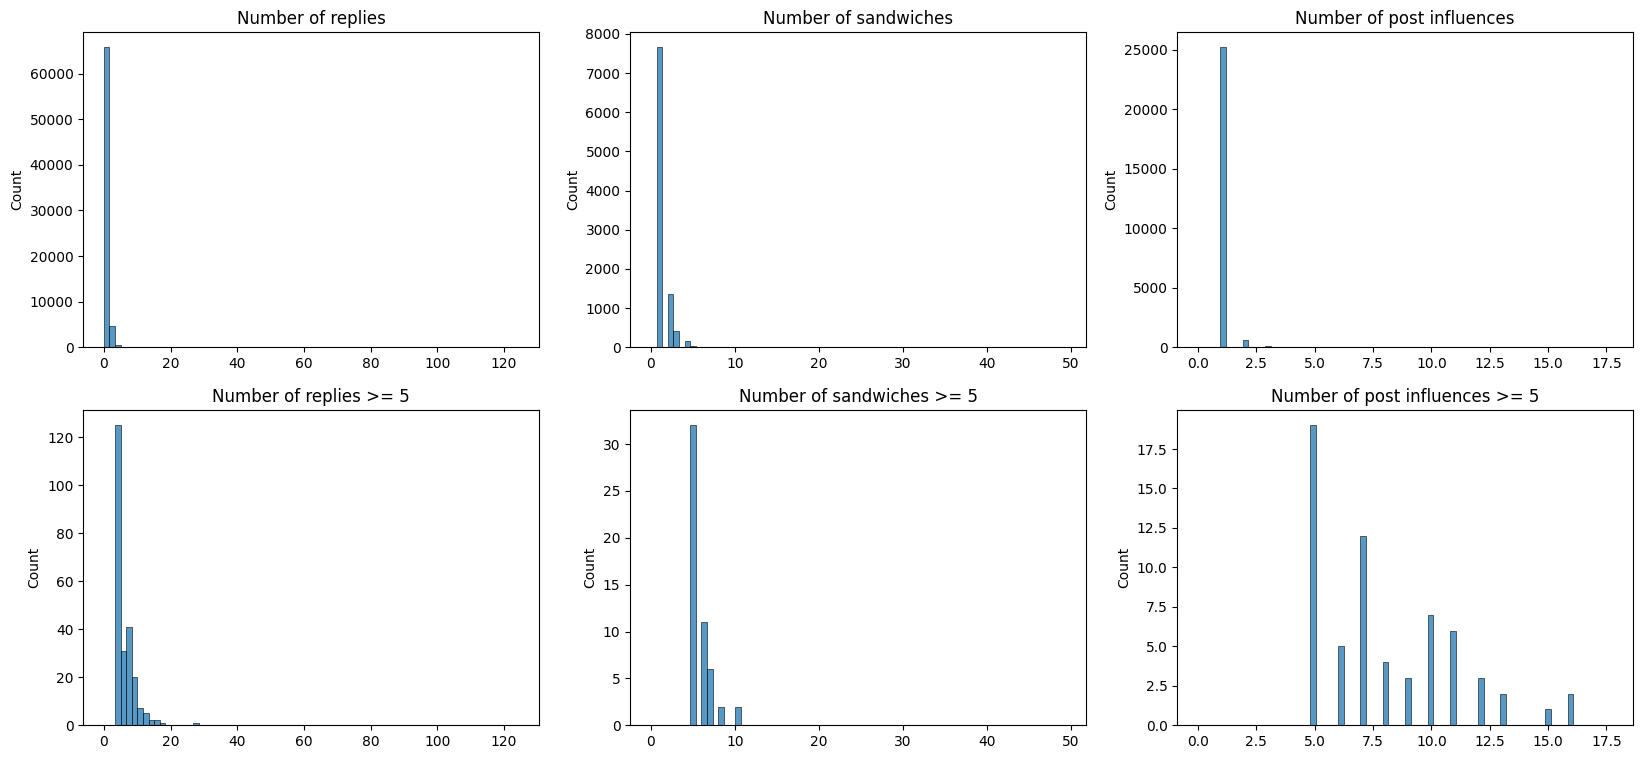 Number of replies
Count
60000
50000
40000
30000
20000
10000
0
0 20 40 60 80 100 120
Number of sandwiches
Count
8000
7000
6000
5000
4000
3000
2000
1000
0
0 10 20 30 40 50
Number of post influences
Count
25000
20000
15000
10000
5000
0
0.0 2.5 5.0 7.5 10.0 12.5 15.0 17.5
Number of replies >= 5
Count
120
100
80
60
40
20
0
0 20 40 60 80 100 120
Number of sandwiches >= 5
Count
30
25
20
15
10
5
0
0 10 20 30 40 50
Number of post influences >= 5
Count
17.5
15.0
12.5
10.0
7.5
5.0
2.5
0.0
0.0 2.5 5.0 7.5 10.0 12.5 15.0 17.5